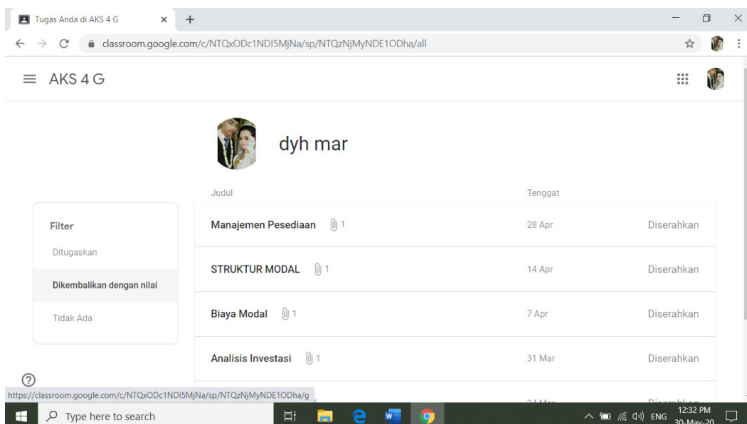 Tugas Anda di AKS 4 G
classroom.google.com/c/NTQxODc1NDI5MjNa/sp/NTQzNjMyNDE1ODha/all
AKS 4 G
dyh mar
Judul Tenggat
Filter
Ditugaskan
Dikembalikan dengan nilai
Tidak Ada
Manajemen Pesediaan 1 28 Apr Diserahkan
STRUKTUR MODAL 1 14 Apr Diserahkan
Biaya Modal 1 7 Apr Diserahkan
Analisis Investasi 1 31 Mar Diserahkan
https://classroom.google.com/c/NTQxODc1NDI5MjNa/sp/NTQzNjMyNDE1ODha/g
Type here to search
ENG
12:32 PM
30-May-20